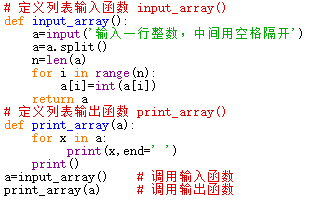 # 定义列表输入函数 input_array()
def input_array():
    a=input('输入一行整数，中间用空格隔开')
    a=a.split()
    n=len(a)
    for i in range(n):
        a[i]=int(a[i])
    return a
# 定义列表输出函数 print_array()
def print_array(a):
    for x in a:
        print(x,end=' ')
    print()
a=input_array()    # 调用输入函数
print_array(a)     # 调用输出函数